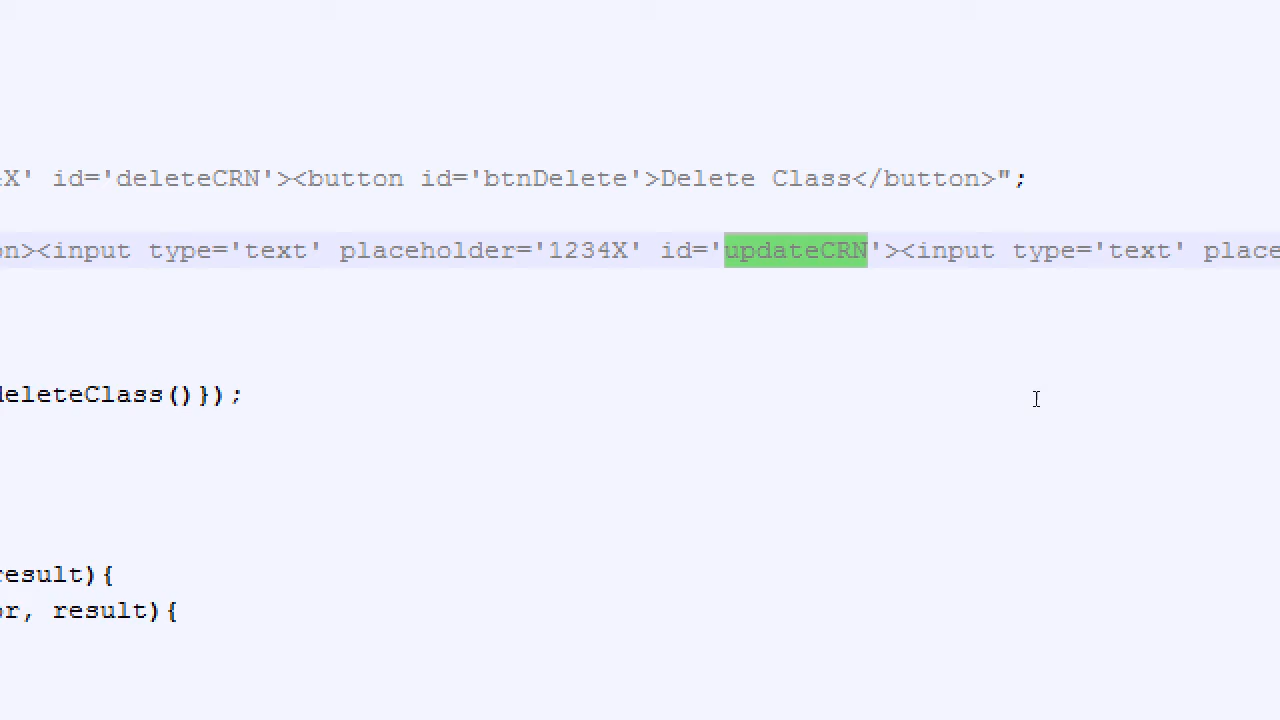 X' id='deleteCRN'><button id='btnDelete'>Delete Class</button>";
on><input type='text' placeholder='1234X' id='updateCRN'><input type='text' place
deleteClass()});
result){
or, result){